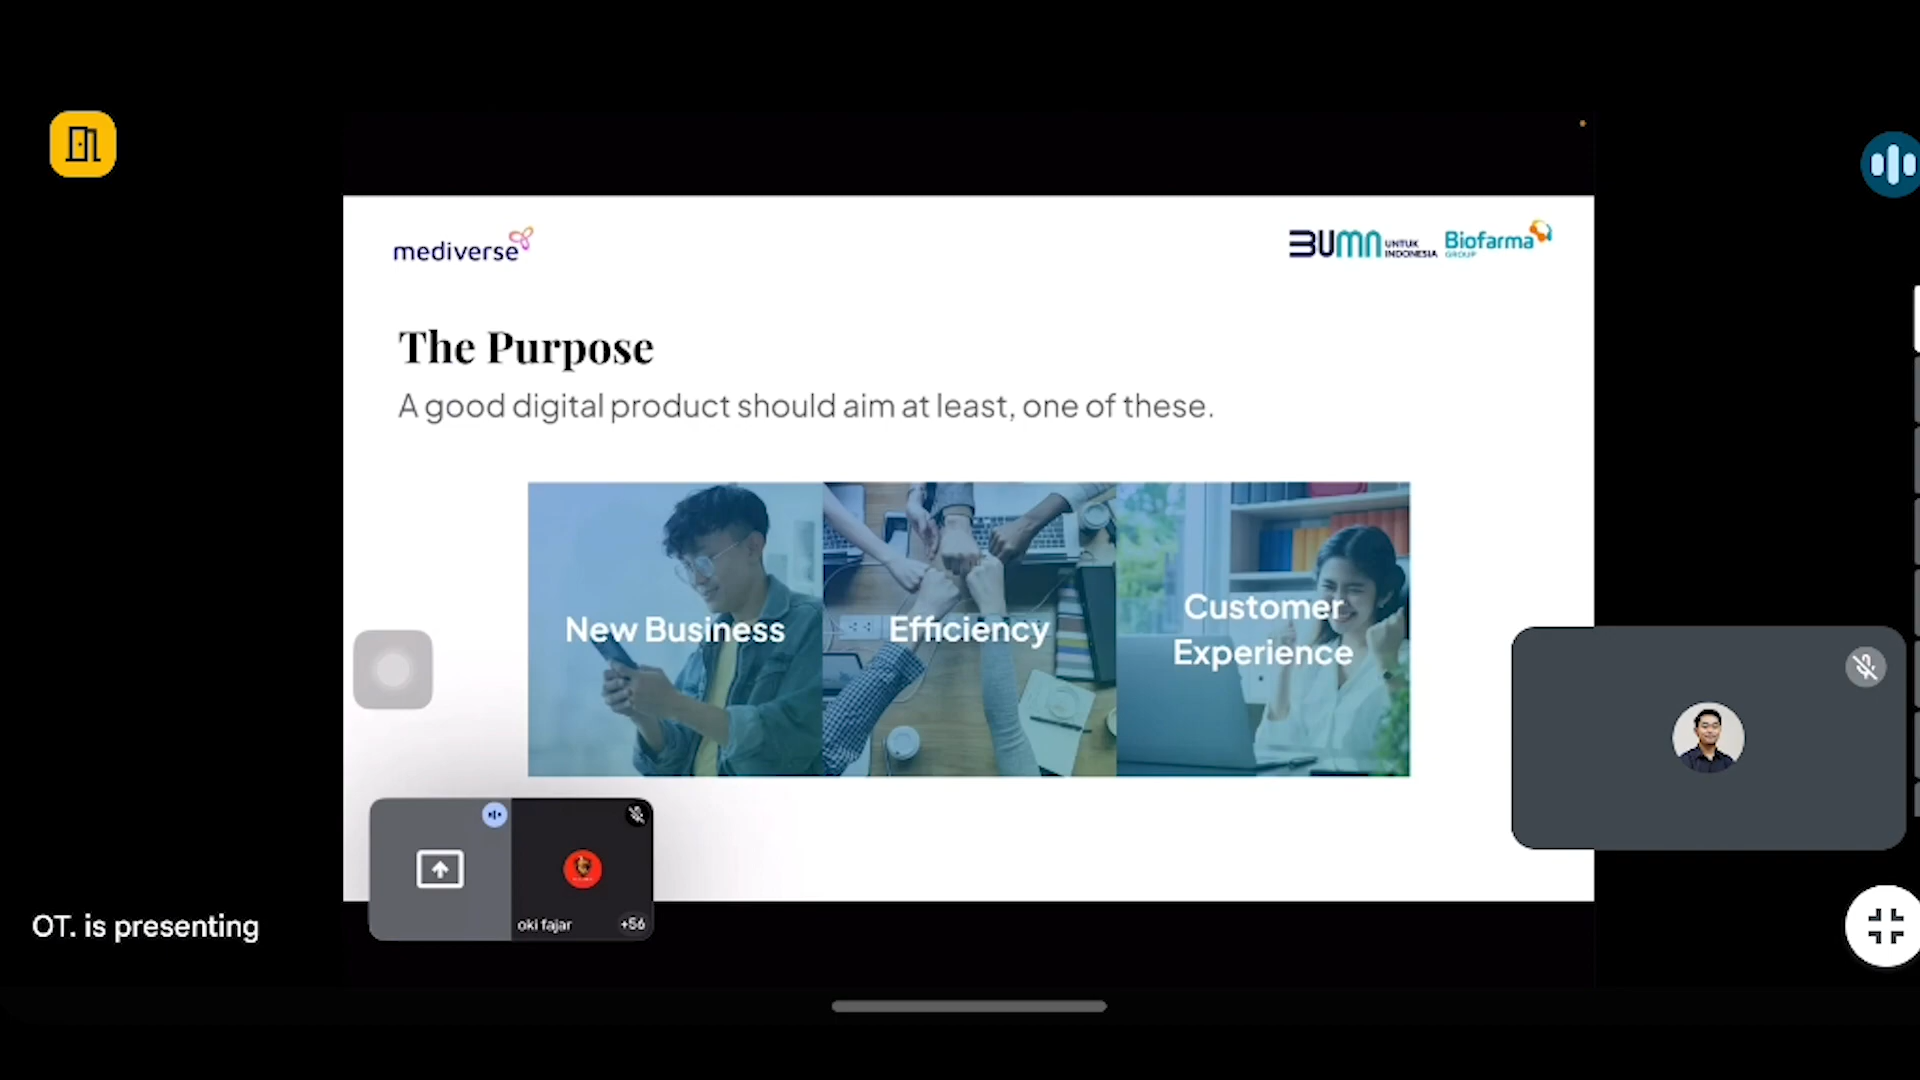 mediverse
BUMN UNTUK INDONESIA
Biofarma GROUP
The Purpose
A good digital product should aim at least, one of these.
New Business
Efficiency
Customer
Experience
oki fajar
+56
OT. is presenting